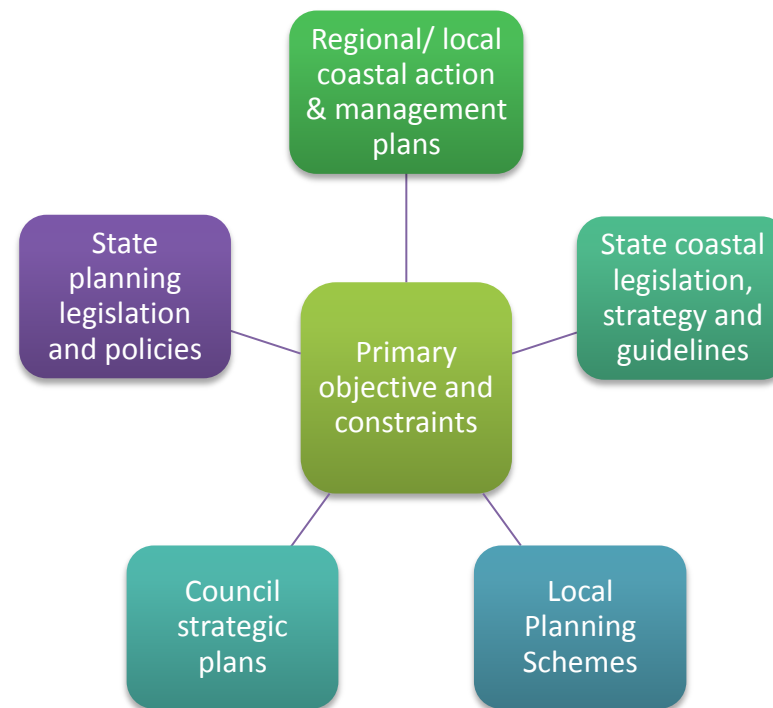 Regional/ local
coastal action
& management
plans
State
planning
legislation
and policies
State coastal
legislation,
strategy and
guidelines
Primary
objective and
constraints
Council
strategic
plans
Local
Planning
Schemes